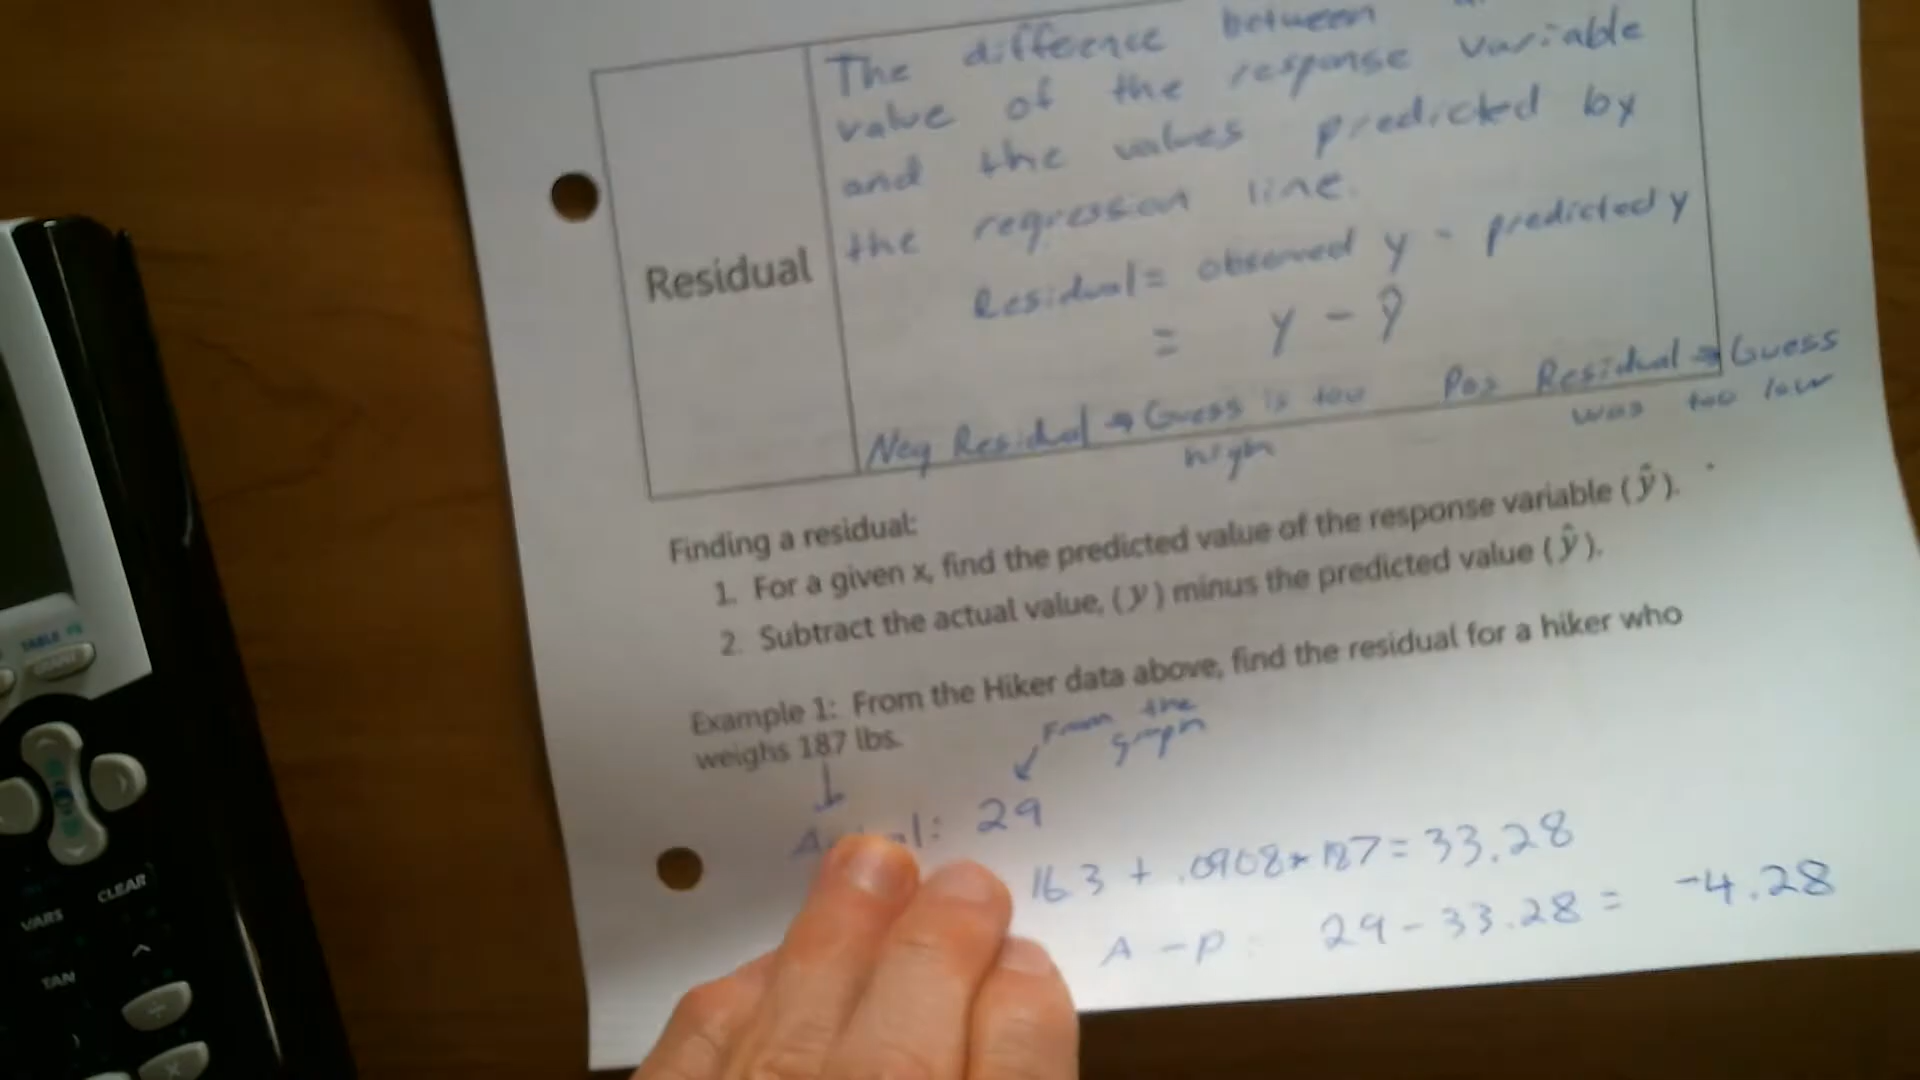 The difference between
value of the response variable
and the values predicted by
the regression line.
Residual
Residual = observed y - predicted y
= y - ŷ
Neg Residual → Guess is too
high
Pos Residual → Guess
was too low
Finding a residual:
1. For a given x, find the predicted value of the response variable (ŷ).
2. Subtract the actual value, (y) minus the predicted value (ŷ).
Example 1: From the Hiker data above, find the residual for a hiker who
weighs 187 lbs.
From the
graph
29
16.3 + .0908*187 = 33.28
A - P: 29 - 33.28 = -4.28
TABLE F5
GRAPH
CLEAR
VARS
TAN
^
)
÷
×